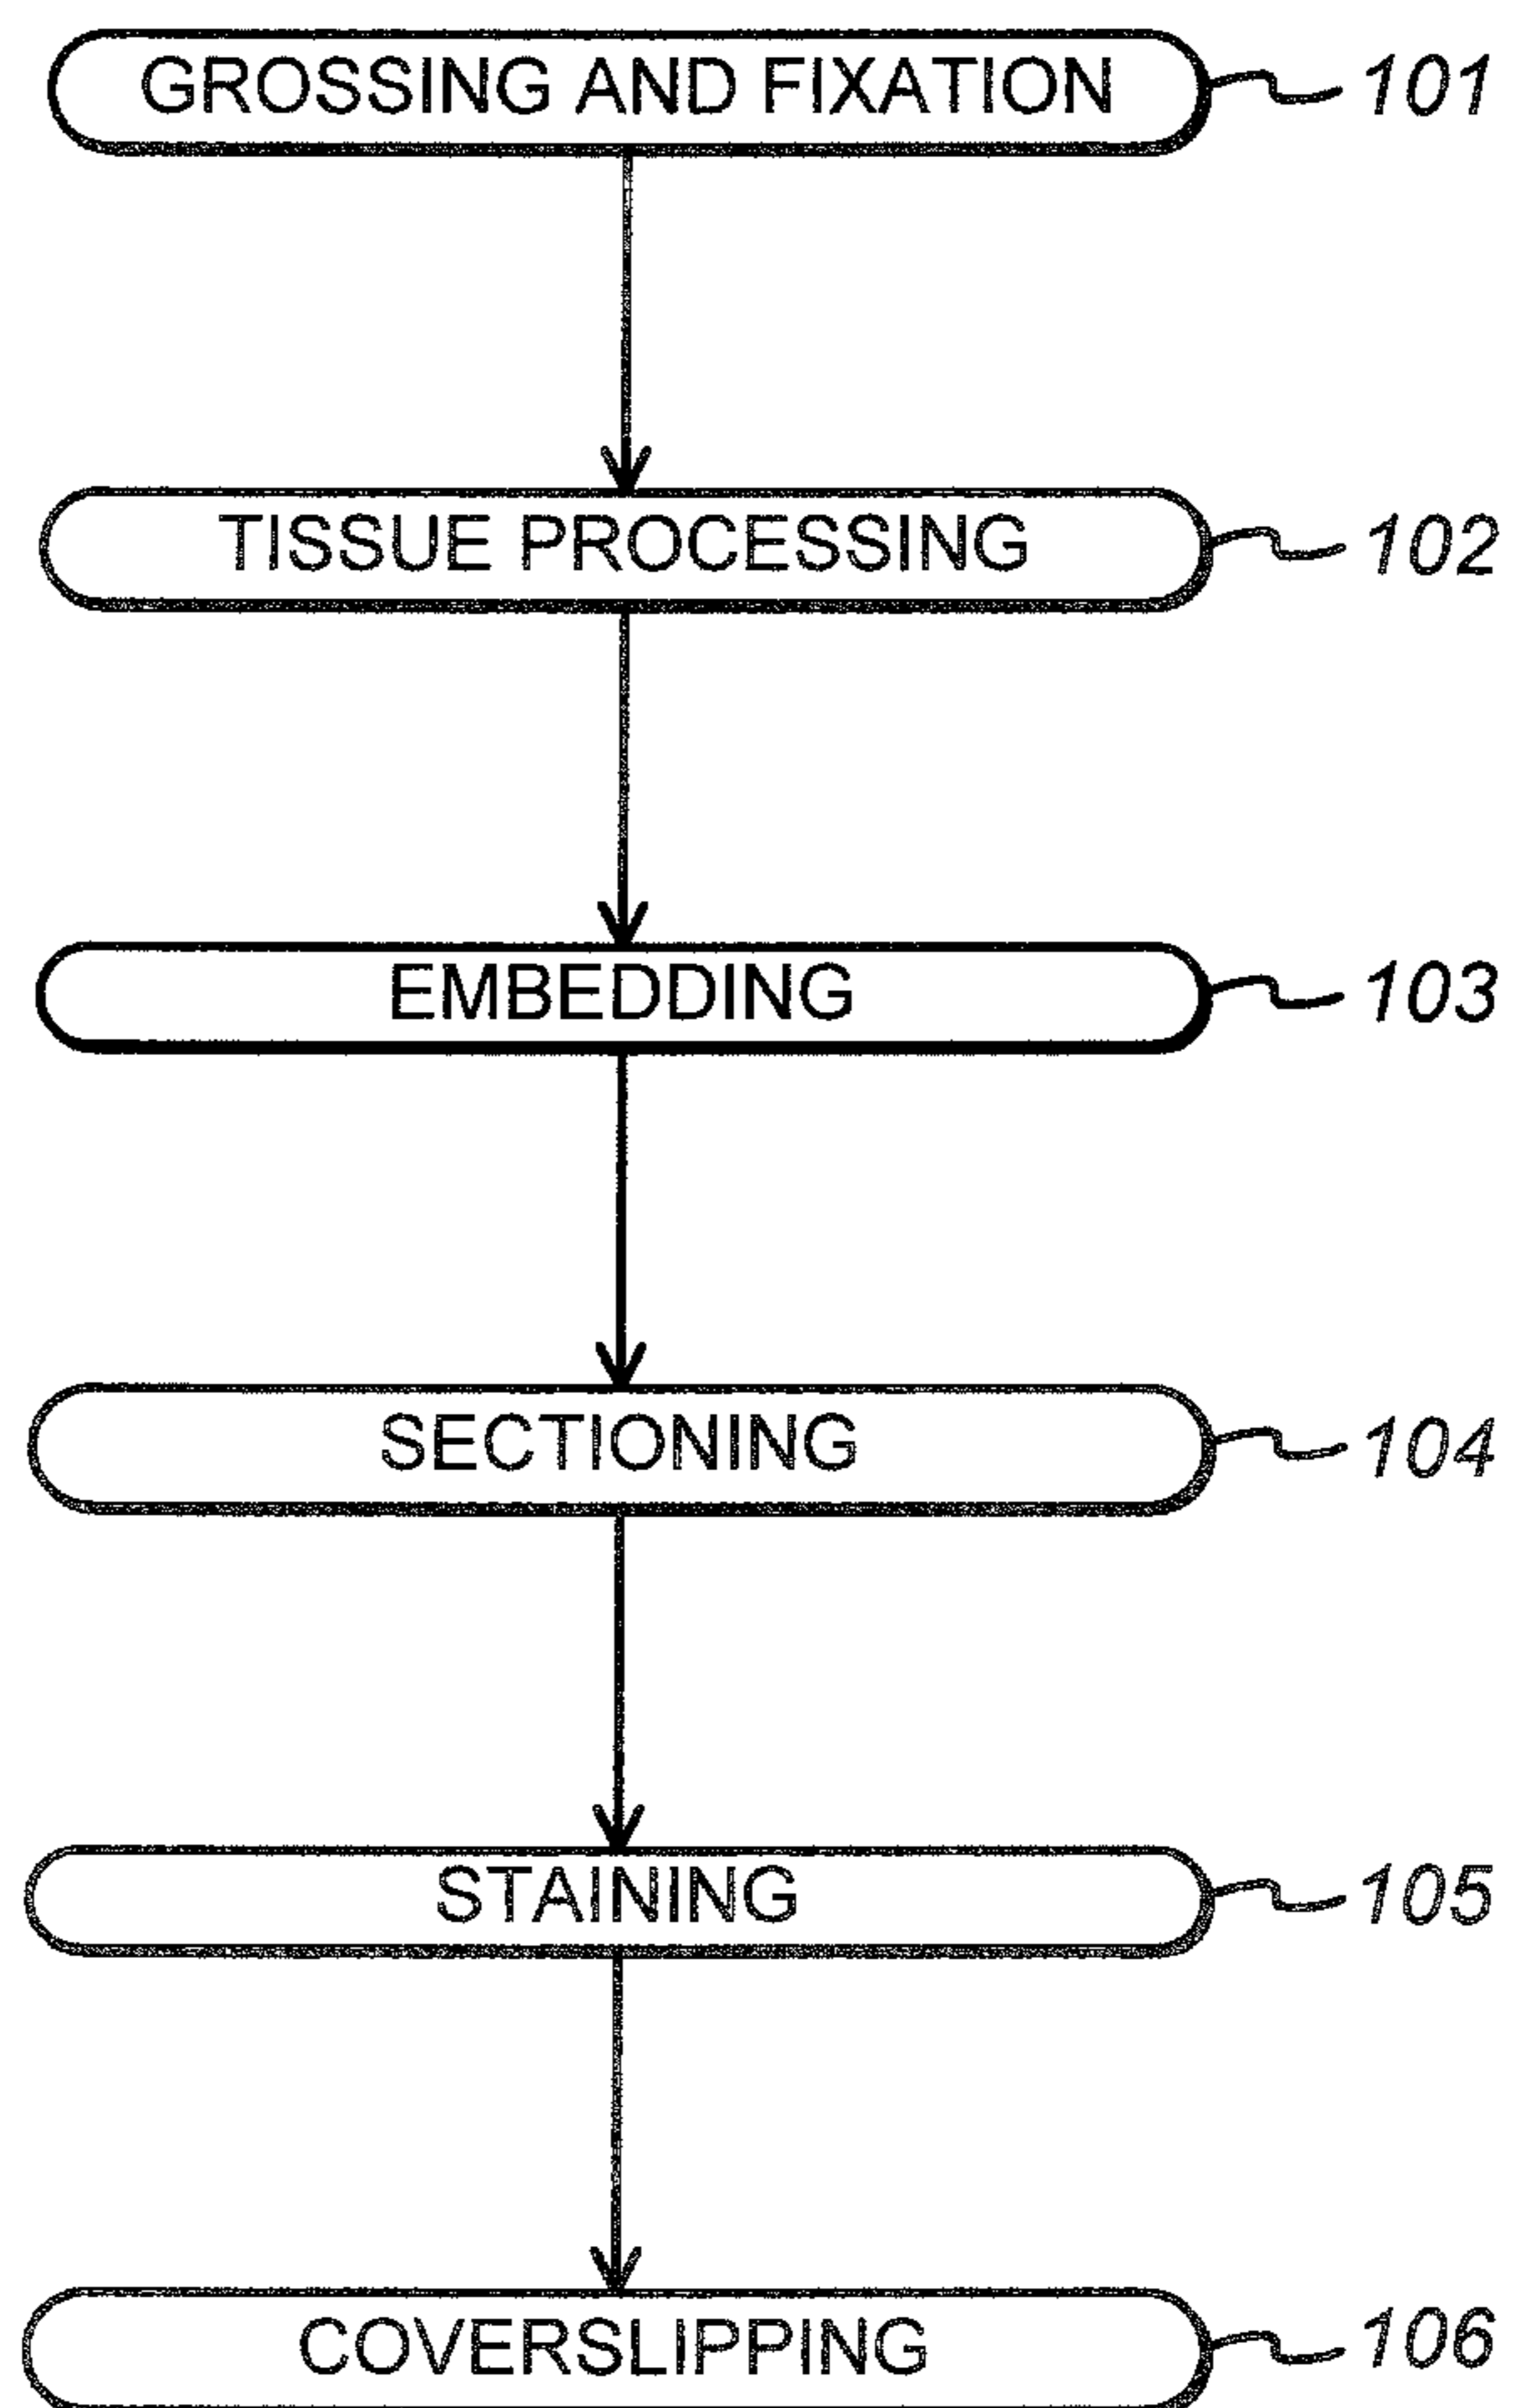 GROSSING AND FIXATION 101
TISSUE PROCESSING 102
EMBEDDING 103
SECTIONING 104
STAINING 105
COVERSLIPPING 106